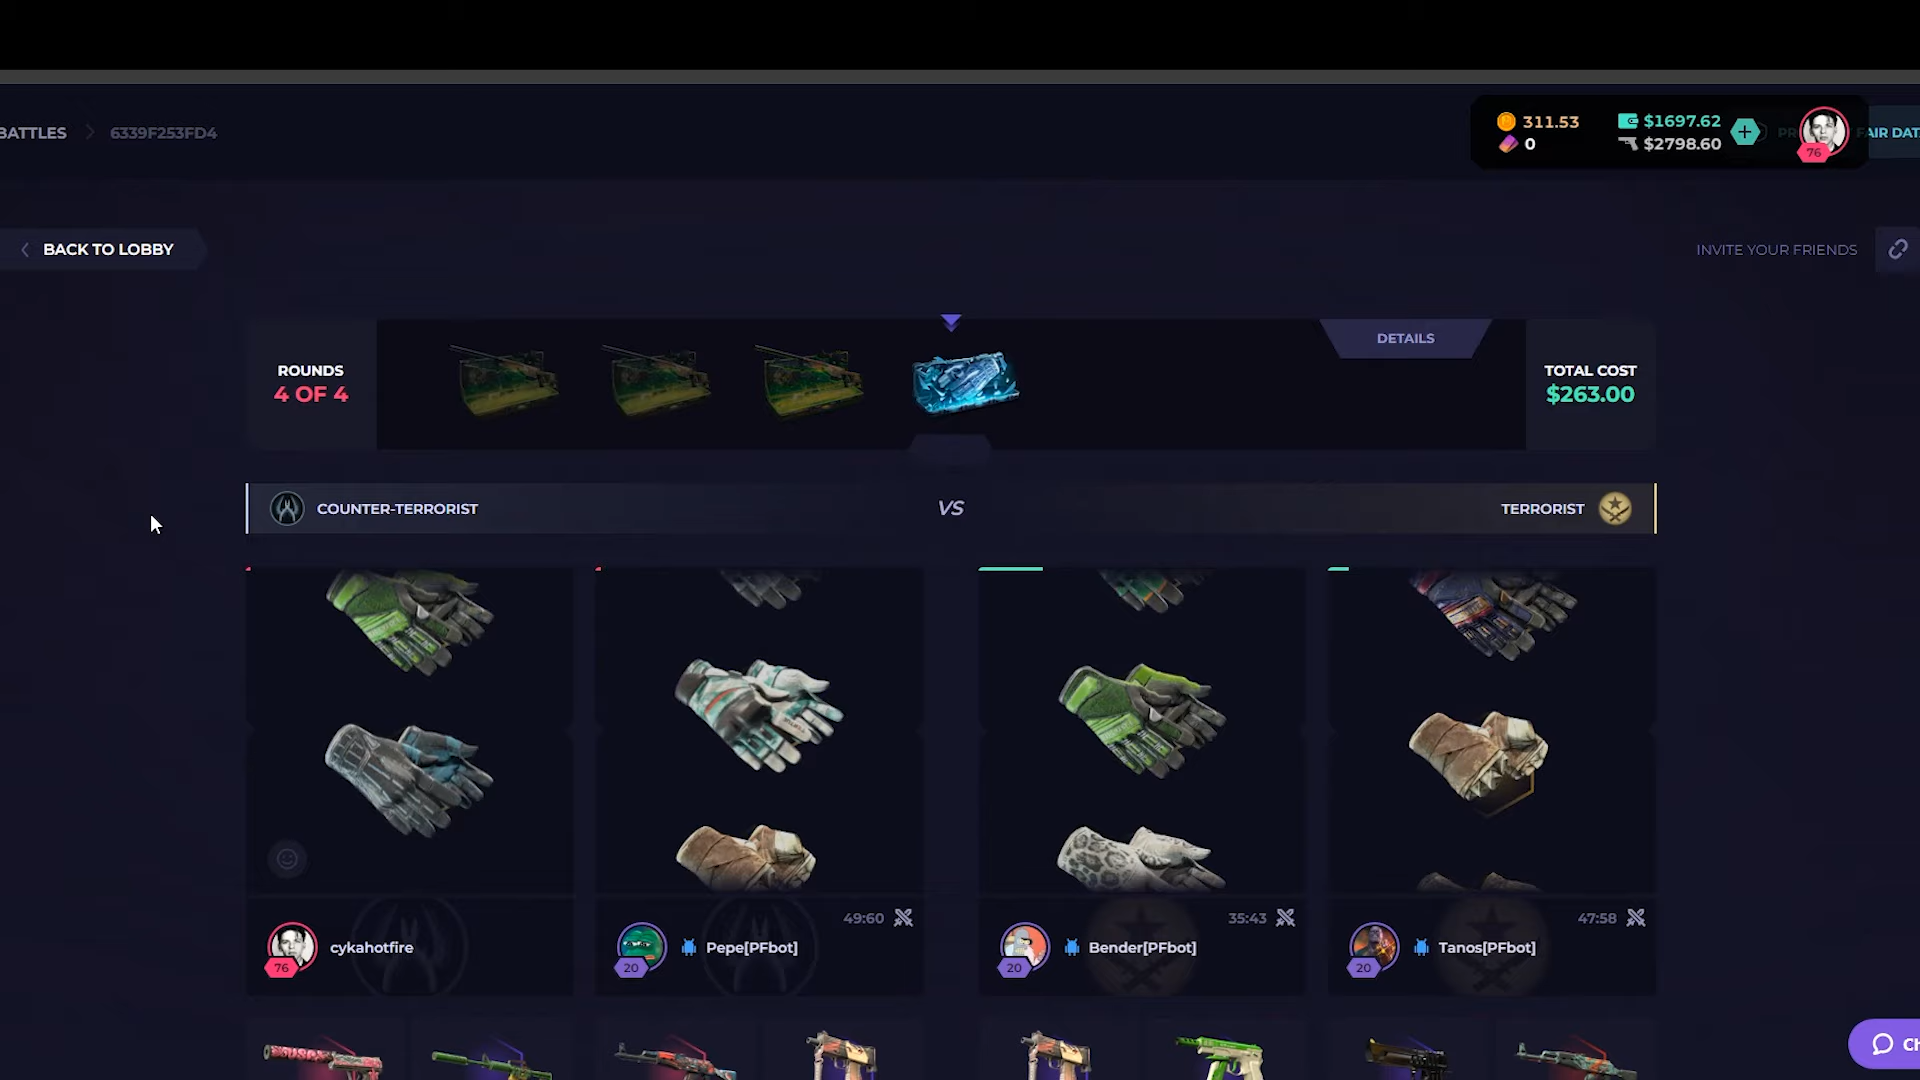 BATTLES
6339F253FD4
311.53
$1697.62
0
$2798.60
76
FAIR DAT
BACK TO LOBBY
INVITE YOUR FRIENDS
ROUNDS
4 OF 4
DETAILS
TOTAL COST
$263.00
COUNTER-TERRORIST
VS
TERRORIST
49:60
35:43
47:58
cykahotfire
76
Pepe[PFbot]
20
Bender[PFbot]
20
Tanos[PFbot]
20